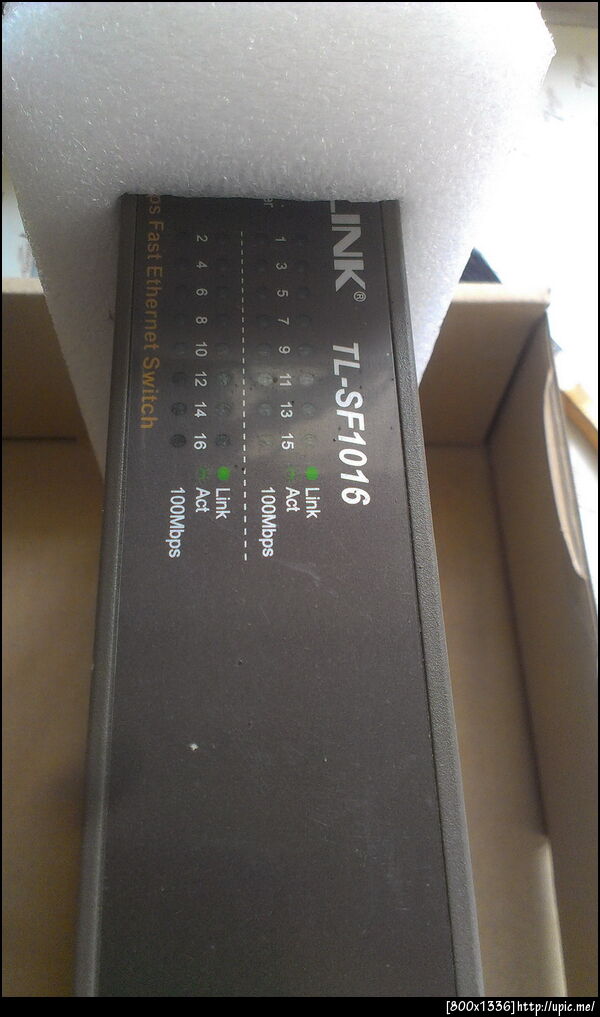 LINK® TL-SF1016
Link
1 3 5 7 9 11 13 15 Act
100Mbps
Link
2 4 6 8 10 12 14 16 Act
100Mbps
Fast Ethernet Switch
[800x1336]http://upic.me/